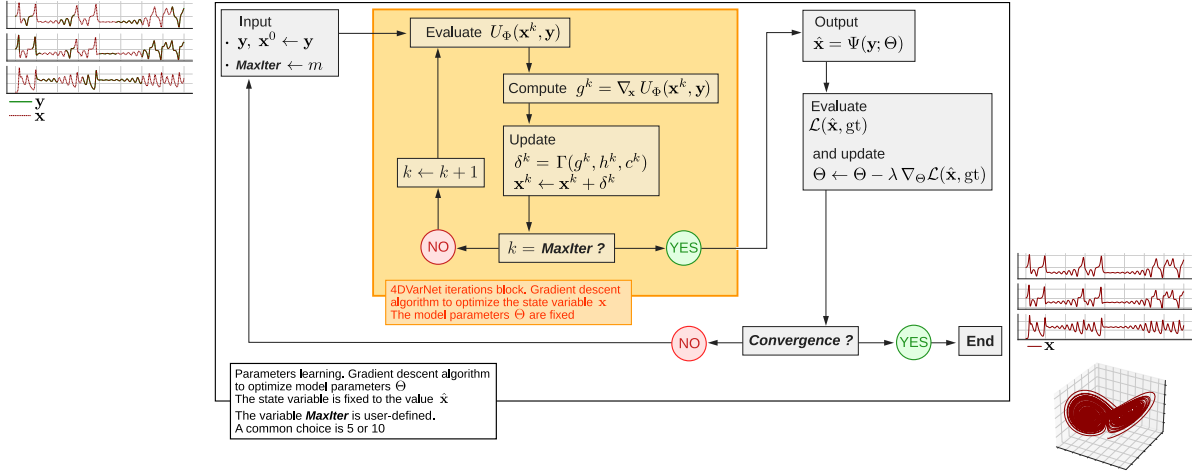 y
x
Input
· y, x⁰ ← y
· MaxIter ← m
Evaluate U_Φ(x^k, y)
Compute g^k = ∇_x U_Φ(x^k, y)
Update
δ^k = Γ(g^k, h^k, c^k)
x^k ← x^k + δ^k
k ← k + 1
NO
k = MaxIter ?
YES
4DVarNet iterations block. Gradient descent
algorithm to optimize the state variable x
The model parameters Θ are fixed
Output
x̂ = Ψ(y; Θ)
Evaluate
ℒ(x̂, gt)
and update
Θ ← Θ − λ ∇_Θ ℒ(x̂, gt)
NO
Convergence ?
YES
End
Parameters learning. Gradient descent algorithm
to optimize model parameters Θ
The state variable is fixed to the value x̂
The variable MaxIter is user-defined.
A common choice is 5 or 10
x